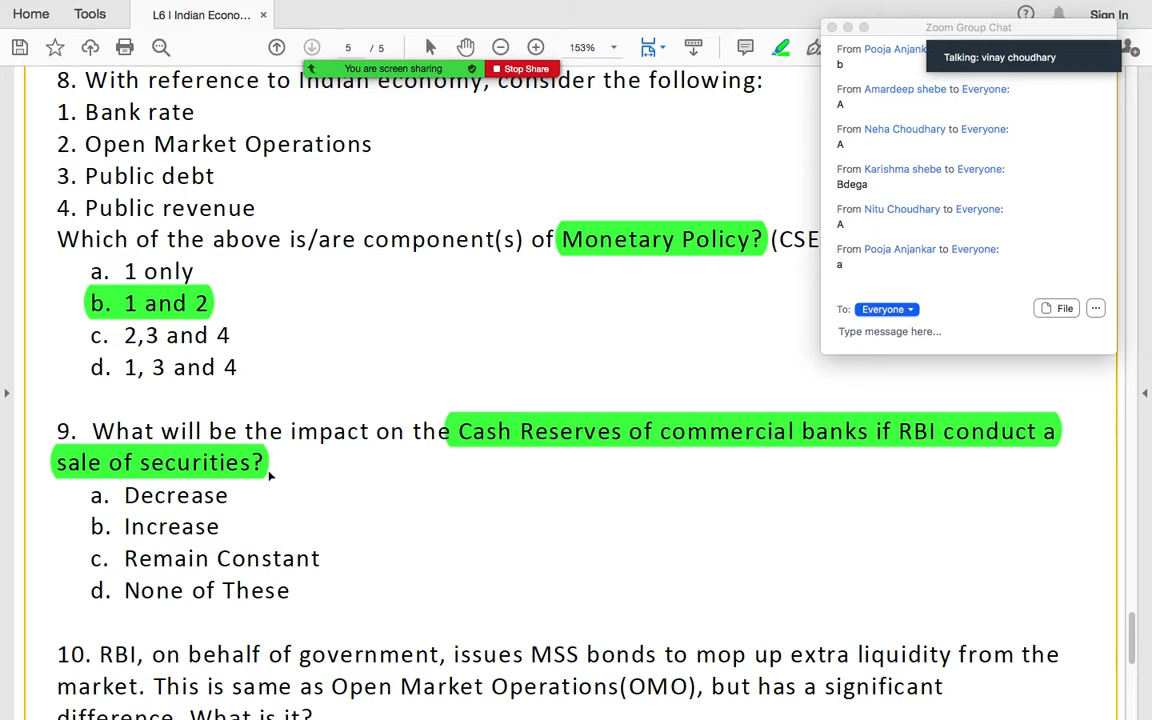 Home
Tools
L6 I Indian Econo... ×
Sign In
5 / 5
153%
You are screen sharing
Stop Share
8. With reference to Indian economy, consider the following:
1. Bank rate
2. Open Market Operations
3. Public debt
4. Public revenue
Which of the above is/are component(s) of Monetary Policy? (CSE
a. 1 only
b. 1 and 2
c. 2,3 and 4
d. 1, 3 and 4
9. What will be the impact on the Cash Reserves of commercial banks if RBI conduct a
sale of securities?
a. Decrease
b. Increase
c. Remain Constant
d. None of These
10. RBI, on behalf of government, issues MSS bonds to mop up extra liquidity from the
market. This is same as Open Market Operations(OMO), but has a significant
difference. What is it?
Zoom Group Chat
Talking: vinay choudhary
From Pooja Anjank
b
From Amardeep shebe to Everyone:
A
From Neha Choudhary to Everyone:
A
From Karishma shebe to Everyone:
Bdega
From Nitu Choudhary to Everyone:
A
From Pooja Anjankar to Everyone:
a
To: Everyone
File
Type message here...